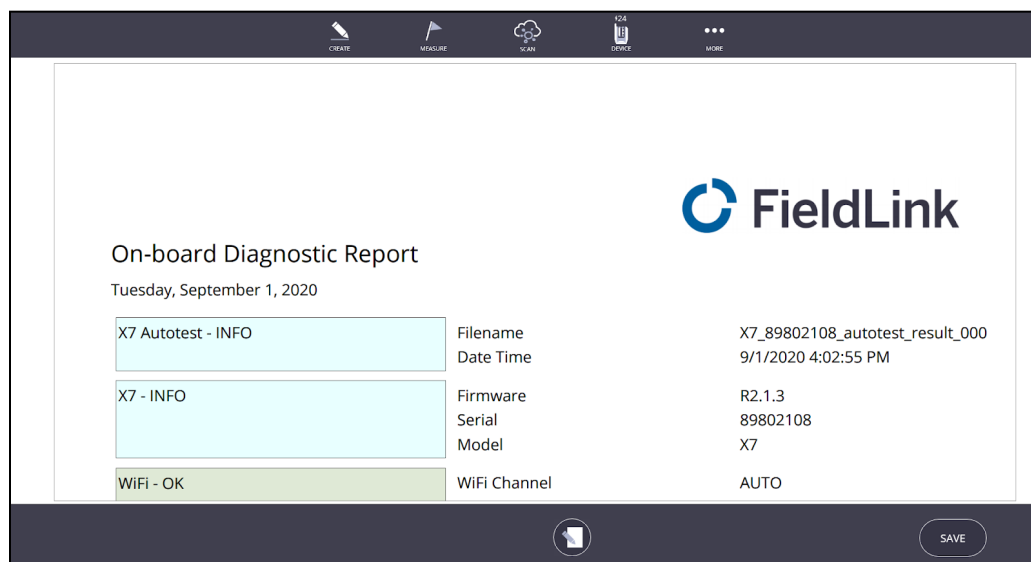 CREATE MEASURE SCAN DEVICE MORE
FieldLink
On-board Diagnostic Report
Tuesday, September 1, 2020
X7 Autotest - INFO Filename X7_89802108_autotest_result_000
Date Time 9/1/2020 4:02:55 PM
X7 - INFO Firmware R2.1.3
Serial 89802108
Model X7
WiFi - OK WiFi Channel AUTO
SAVE